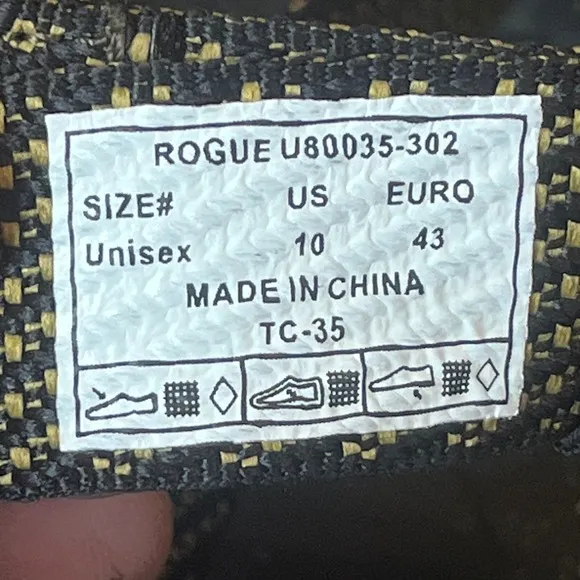 ROGUE U80035-302
SIZE# US EURO
Unisex 10 43
MADE IN CHINA
TC-35